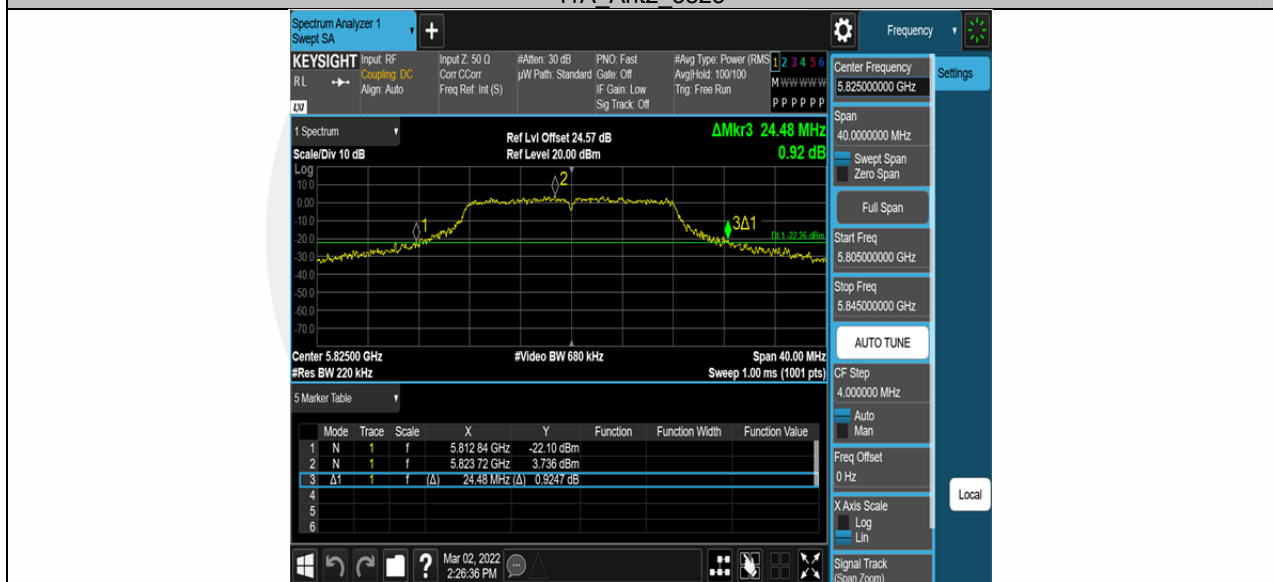 11A_Ant2_5825
Spectrum Analyzer 1
Swept SA
+
Frequency
KEYSIGHT
RL
LXI
Input: RF
Coupling: DC
Align: Auto
Input Z: 50 Ω
Corr CCorr
Freq Ref: Int (S)
#Atten: 30 dB
µW Path: Standard
PNO: Fast
Gate: Off
IF Gain: Low
Sig Track: Off
#Avg Type: Power (RMS
Avg|Hold: 100/100
Trig: Free Run
1 2 3 4 5 6
M W W W W W
P P P P P P
1 Spectrum
Scale/Div 10 dB
Ref Lvl Offset 24.57 dB
Ref Level 20.00 dBm
ΔMkr3 24.48 MHz
0.92 dB
Log
10.0
0.00
-10.0
-20.0
-30.0
-40.0
-50.0
-60.0
-70.0
1
2
3Δ1
DL1 -22.26 dBm
Center 5.82500 GHz
#Video BW 680 kHz
Span 40.00 MHz
#Res BW 220 kHz
Sweep 1.00 ms (1001 pts)
5 Marker Table
Mode Trace Scale X Y Function Function Width Function Value
1 N 1 f 5.812 84 GHz -22.10 dBm
2 N 1 f 5.823 72 GHz 3.736 dBm
3 Δ1 1 f (Δ) 24.48 MHz (Δ) 0.9247 dB
4
5
6
Mar 02, 2022
2:26:36 PM
Center Frequency
5.825000000 GHz
Settings
Span
40.0000000 MHz
Swept Span
Zero Span
Full Span
Start Freq
5.805000000 GHz
Stop Freq
5.845000000 GHz
AUTO TUNE
CF Step
4.000000 MHz
Auto
Man
Freq Offset
0 Hz
X Axis Scale
Log
Lin
Local
Signal Track
(Span Zoom)